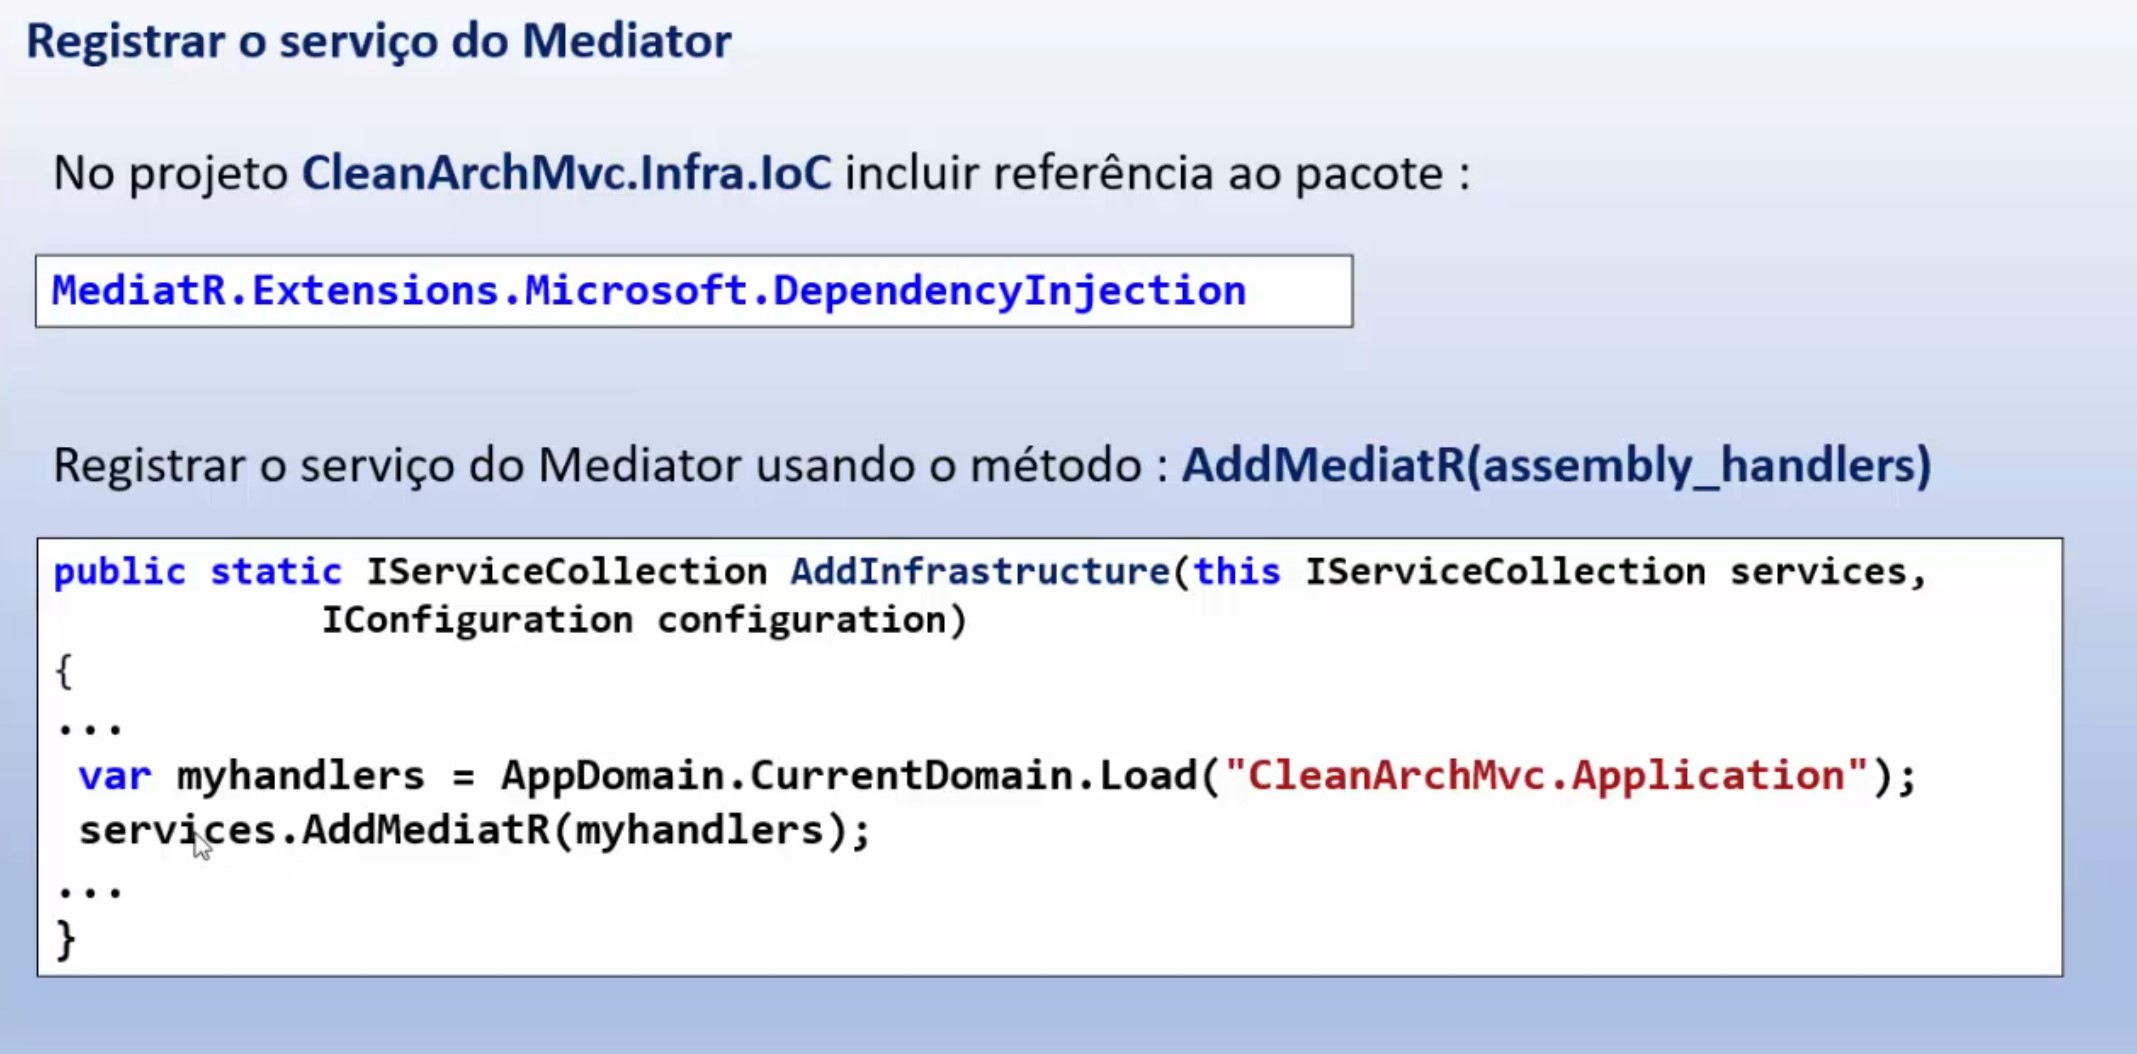 Registrar o serviço do Mediator
No projeto CleanArchMvc.Infra.IoC incluir referência ao pacote :
MediatR.Extensions.Microsoft.DependencyInjection
Registrar o serviço do Mediator usando o método : AddMediatR(assembly_handlers)
public static IServiceCollection AddInfrastructure(this IServiceCollection services,
IConfiguration configuration)
{
...
var myhandlers = AppDomain.CurrentDomain.Load("CleanArchMvc.Application");
services.AddMediatR(myhandlers);
...
}